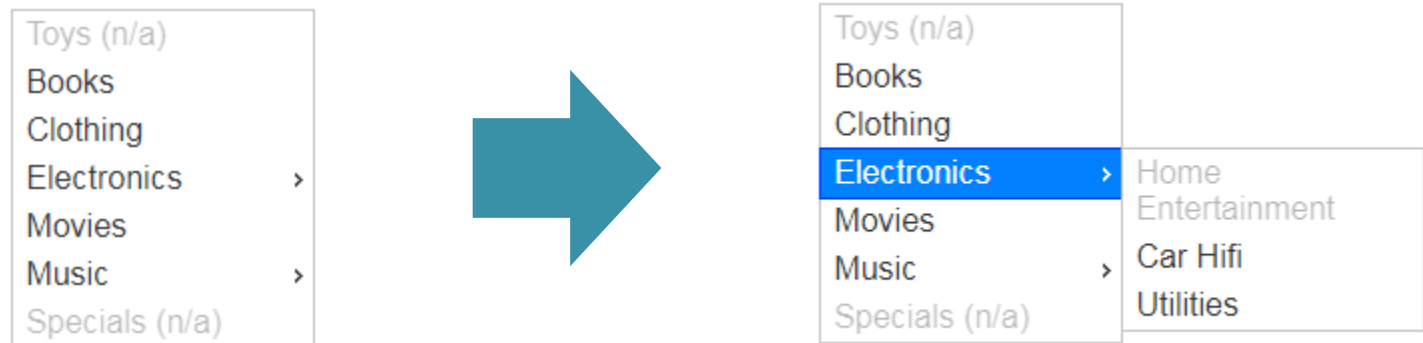 Toys (n/a)
Books
Clothing
Electronics
Movies
Music
Specials (n/a)
Toys (n/a)
Books
Clothing
Electronics
Movies
Music
Specials (n/a)
Home
Entertainment
Car Hifi
Utilities